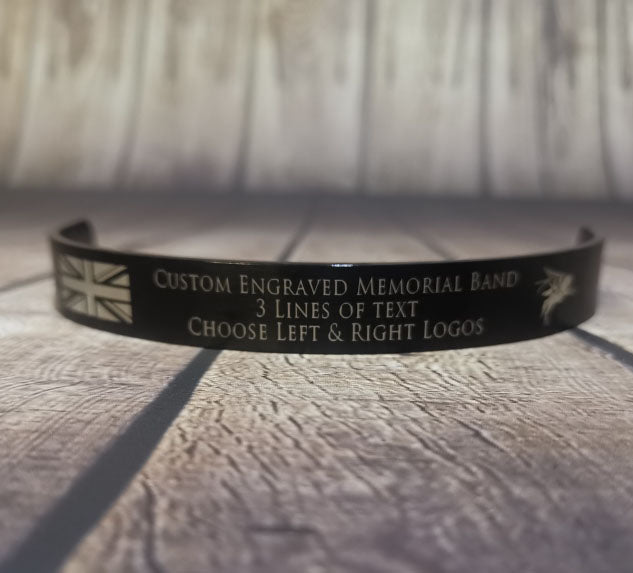 Custom Engraved Memorial Band
3 Lines of text
Choose Left & Right Logos